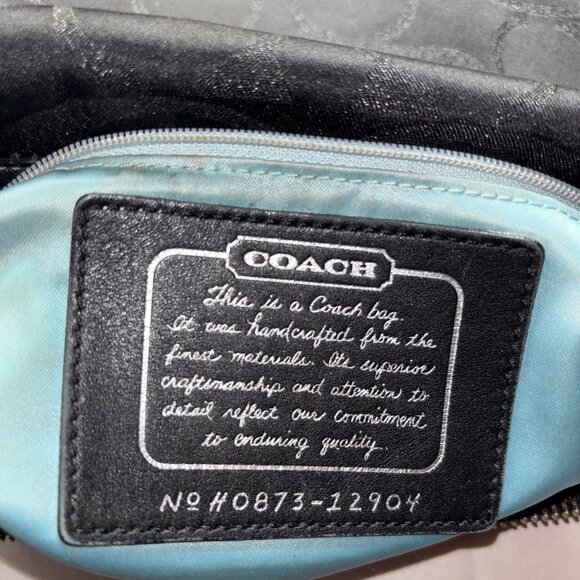 COACH
This is a Coach bag.
It was handcrafted from the
finest materials. Its superior
craftsmanship and attention to
detail reflect our commitment
to enduring quality.
Nº H0873-12904